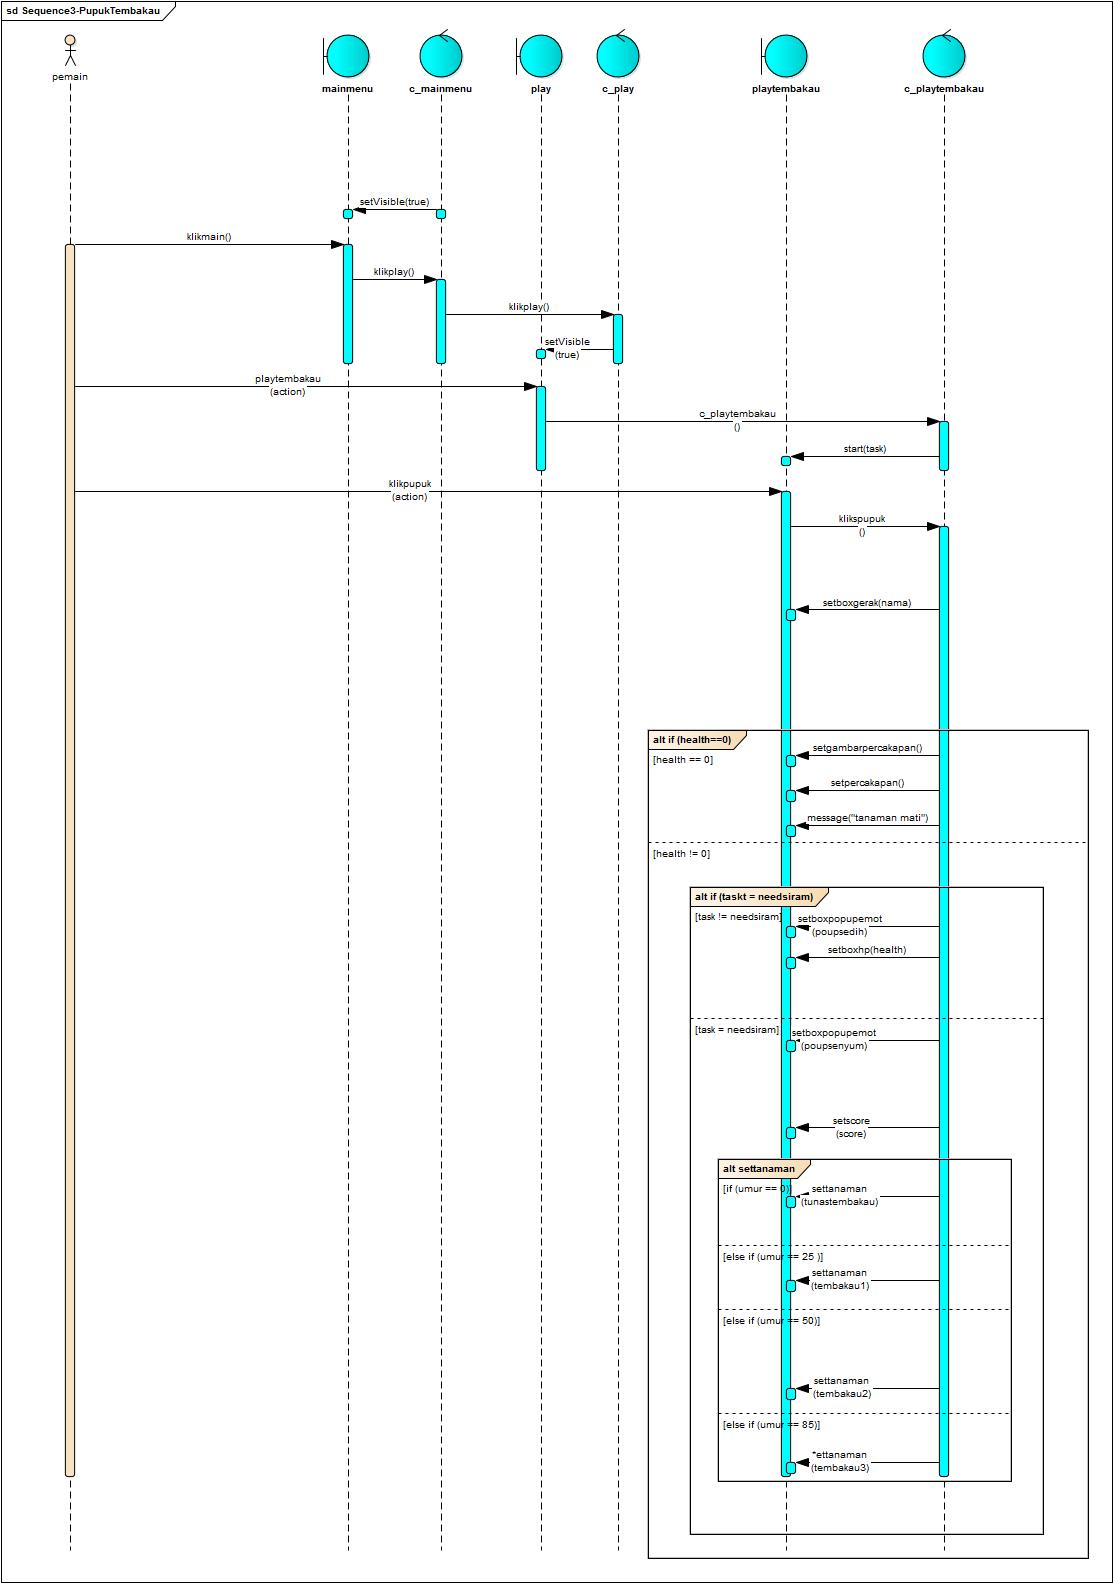 sd Sequence3-PupukTembakau
pemain
mainmenu
c_mainmenu
play
c_play
playtembakau
c_playtembakau
setVisible(true)
klikmain()
klikplay()
klikplay()
setVisible
(true)
playtembakau
(action)
c_playtembakau
()
start(task)
klikpupuk
(action)
klikspupuk
()
setboxgerak(nama)
alt if (health==0)
[health == 0]
setgambarpercakapan()
setpercakapan()
message("tanaman mati")
[health != 0]
alt if (taskt = needsiram)
[task != needsiram]
setboxpopupemot
(poupsedih)
setboxhp(health)
[task = needsiram]
setboxpopupemot
(poupsenyum)
setscore
(score)
alt settanaman
[if (umur == 0)]
settanaman
(tunastembakau)
[else if (umur == 25 )]
settanaman
(tembakau1)
[else if (umur == 50)]
settanaman
(tembakau2)
[else if (umur == 85)]
*ettanaman
(tembakau3)